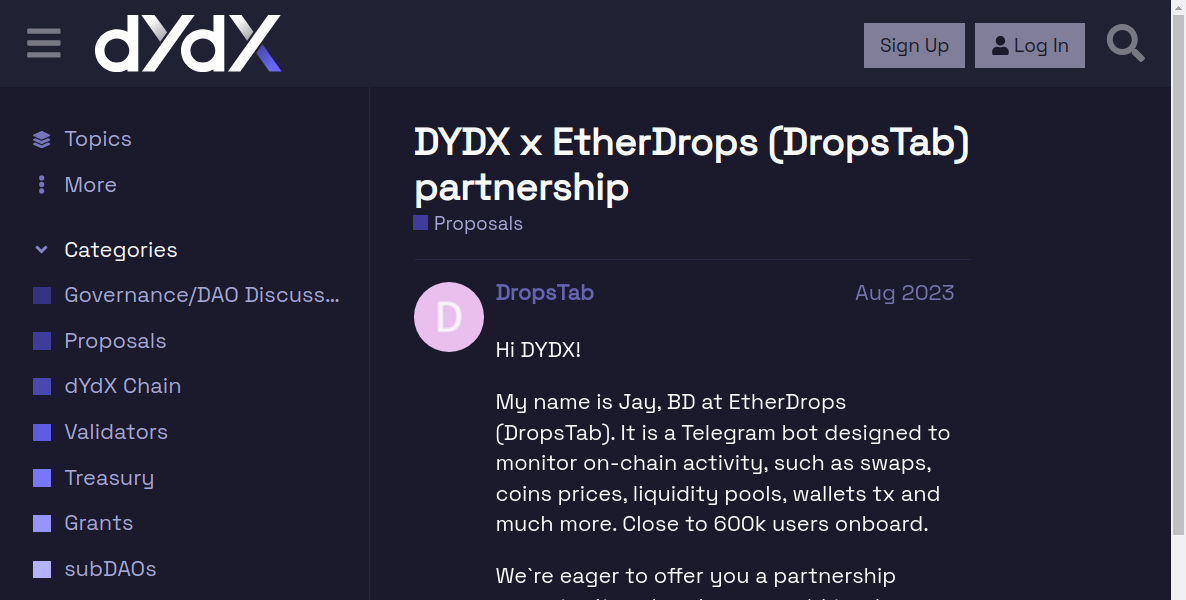 dYdX
Sign Up
Log In
Topics
More
Categories
Governance/DAO Discuss...
Proposals
dYdX Chain
Validators
Treasury
Grants
subDAOs
DYDX x EtherDrops (DropsTab)
partnership
Proposals
D
DropsTab
Aug 2023
Hi DYDX!
My name is Jay, BD at EtherDrops
(DropsTab). It is a Telegram bot designed to
monitor on-chain activity, such as swaps,
coins prices, liquidity pools, wallets tx and
much more. Close to 600k users onboard.
We`re eager to offer you a partnership